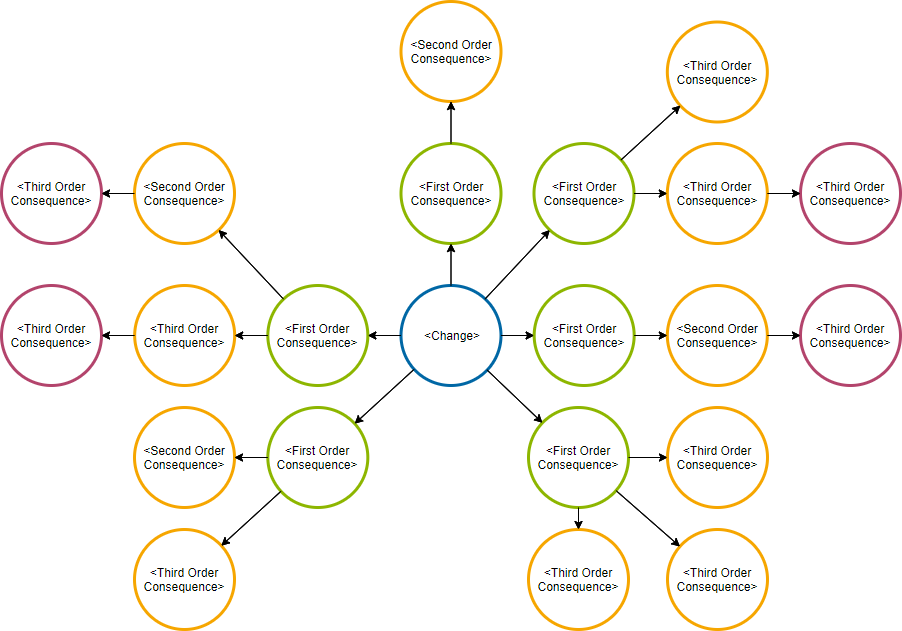 <Second Order
Consequence>
<Third Order
Consequence>
<Third Order
Consequence>
<Second Order
Consequence>
<First Order
Consequence>
<First Order
Consequence>
<Third Order
Consequence>
<Third Order
Consequence>
<Third Order
Consequence>
<Third Order
Consequence>
<First Order
Consequence>
<Change>
<First Order
Consequence>
<Second Order
Consequence>
<Third Order
Consequence>
<Second Order
Consequence>
<First Order
Consequence>
<First Order
Consequence>
<Third Order
Consequence>
<Third Order
Consequence>
<Third Order
Consequence>
<Third Order
Consequence>